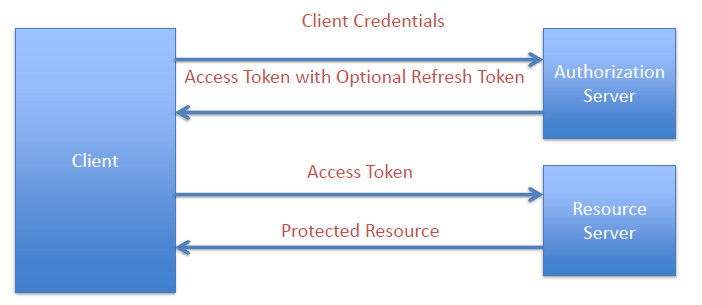 Client Credentials
Access Token with Optional Refresh Token
Authorization
Server
Client
Access Token
Protected Resource
Resource
Server